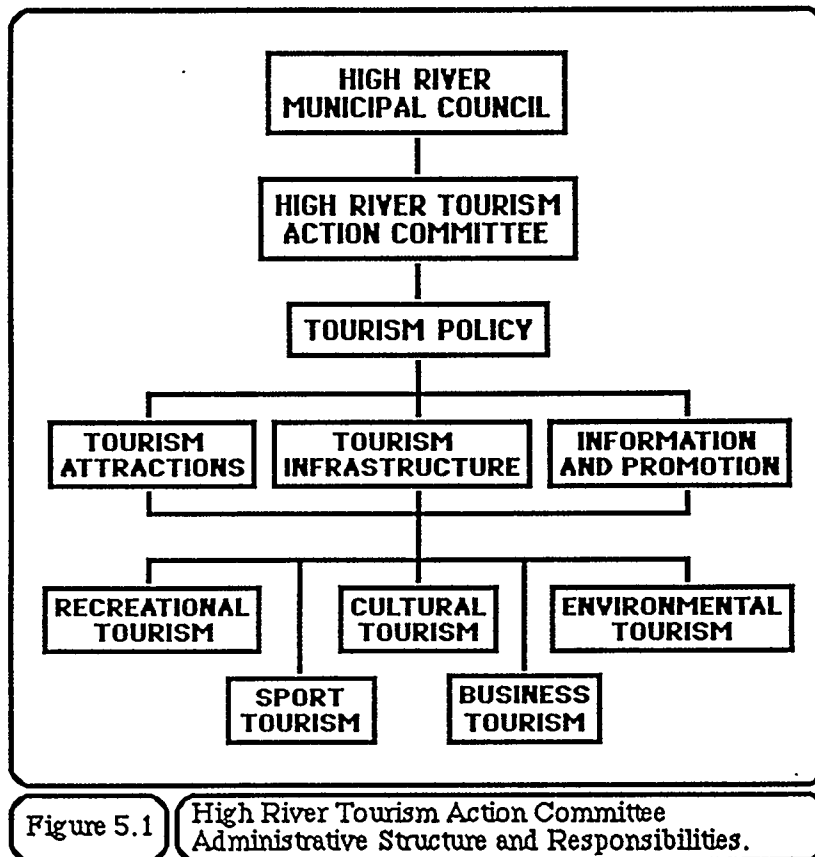 HIGH RIVER
MUNICIPAL COUNCIL
HIGH RIVER TOURISM
ACTION COMMITTEE
TOURISM POLICY
TOURISM
ATTRACTIONS
TOURISM
INFRASTRUCTURE
INFORMATION
AND PROMOTION
RECREATIONAL
TOURISM
CULTURAL
TOURISM
ENVIRONMENTAL
TOURISM
SPORT
TOURISM
BUSINESS
TOURISM
Figure 5.1
High River Tourism Action Committee
Administrative Structure and Responsibilities.